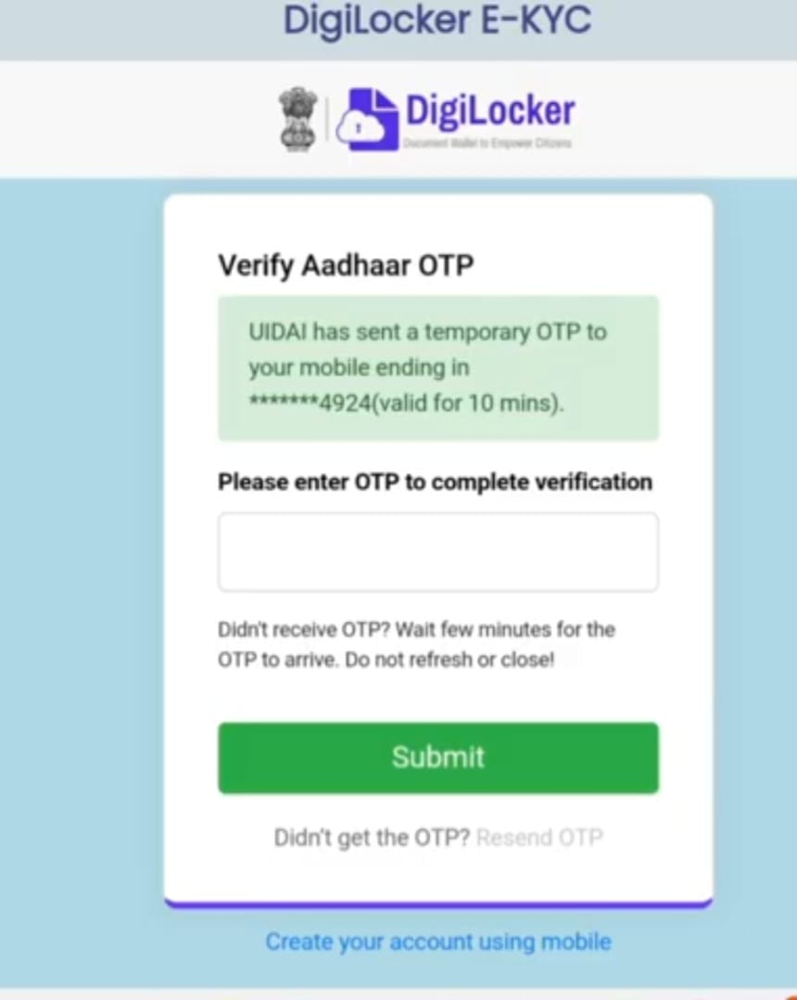 DigiLocker E-KYC
DigiLocker
Document Wallet to Empower Citizens
Verify Aadhaar OTP
UIDAI has sent a temporary OTP to
your mobile ending in
*******4924(valid for 10 mins).
Please enter OTP to complete verification
Didn't receive OTP? Wait few minutes for the
OTP to arrive. Do not refresh or close!
Submit
Didn't get the OTP? Resend OTP
Create your account using mobile